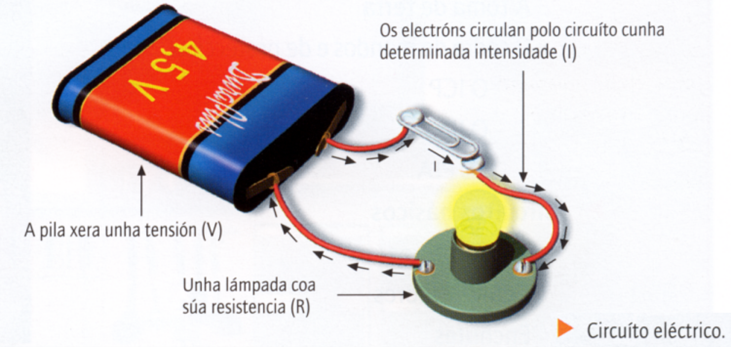 Os electróns circulan polo circuíto cunha
determinada intensidade (I)
4,5 V
I
A pila xera unha tensión (V)
Unha lámpada coa
súa resistencia (R)
Circuíto eléctrico.